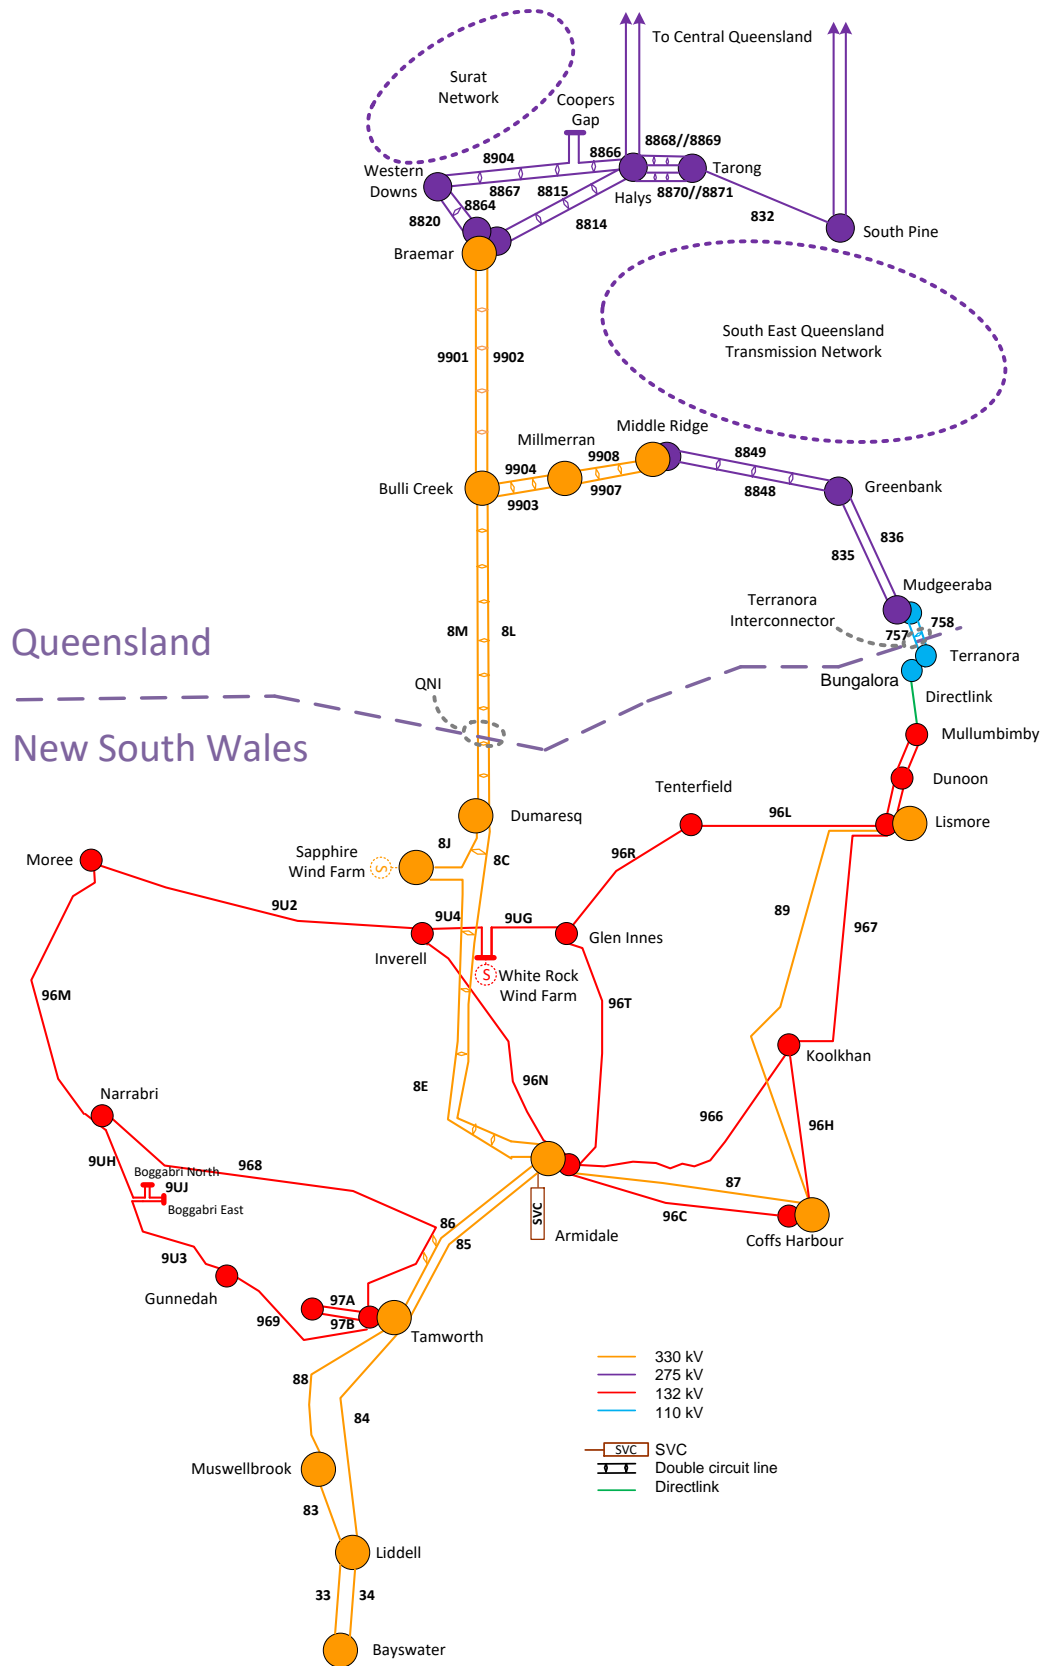 To Central Queensland
Surat
Network
Coopers
Gap
8868//8869
8904
8866
Western
Downs
Tarong
8867
8815
Halys
8870//8871
8864
8820
8814
832
South Pine
Braemar
South East Queensland
Transmission Network
9901
9902
Middle Ridge
Millmerran
9908
8849
9904
Bulli Creek
9907
8848
Greenbank
9903
836
835
Mudgeeraba
Terranora
Interconnector
758
757
8M
8L
Queensland
Terranora
Bungalora
QNI
Directlink
New South Wales
Mullumbimby
Dunoon
Tenterfield
96L
Dumaresq
Lismore
8J
8C
96R
Moree
Sapphire
Wind Farm
9U2
9U4
9UG
89
967
Glen Innes
Inverell
S
S
White Rock
Wind Farm
96M
96T
Koolkhan
96N
8E
Narrabri
966
96H
9UH
968
Boggabri North
9UJ
Boggabri East
87
96C
SVC
86
85
Armidale
Coffs Harbour
9U3
Gunnedah
97A
97B
969
Tamworth
88
84
330 kV
275 kV
132 kV
110 kV
SVC
SVC
Double circuit line
Directlink
Muswellbrook
83
Liddell
33
34
Bayswater